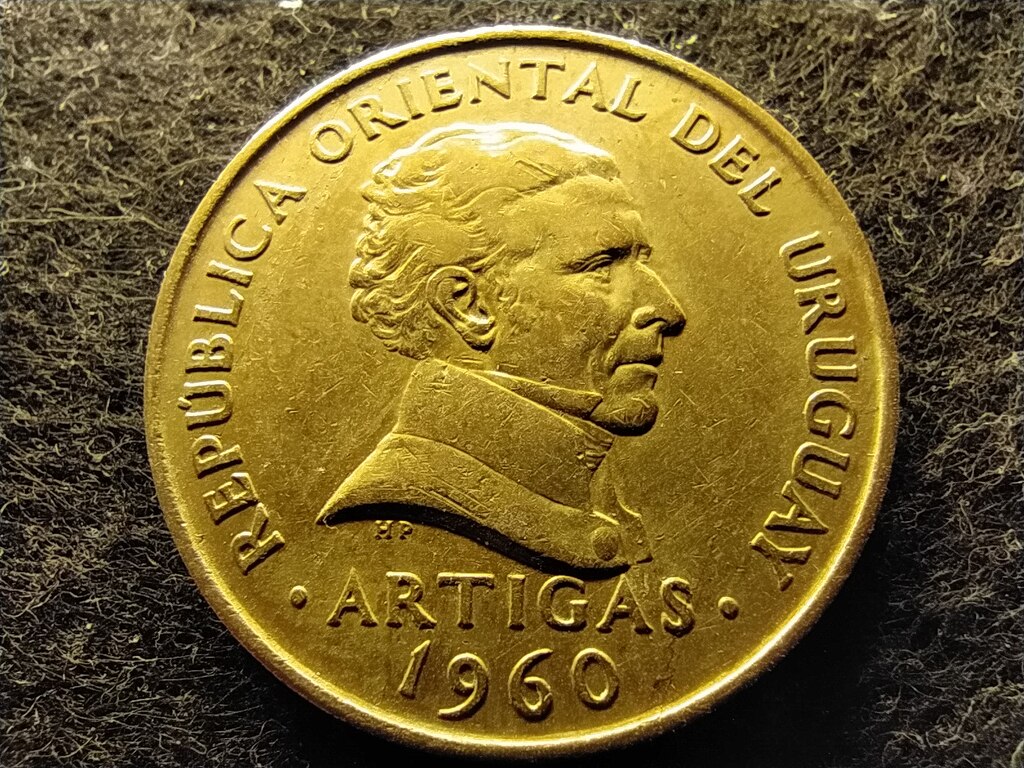 REPÚBLICA ORIENTAL DEL URUGUAY
HP
• ARTIGAS •
1960